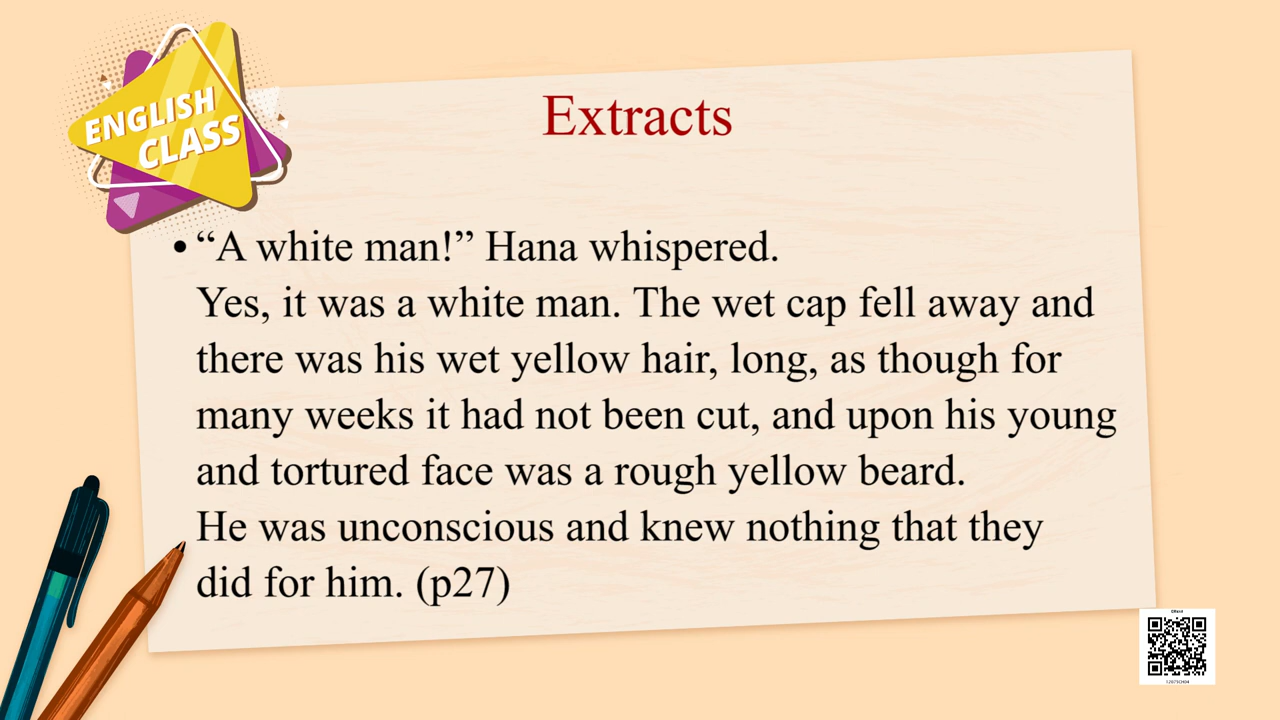 ENGLISH
CLASS
Extracts
• “A white man!” Hana whispered.
Yes, it was a white man. The wet cap fell away and
there was his wet yellow hair, long, as though for
many weeks it had not been cut, and upon his young
and tortured face was a rough yellow beard.
He was unconscious and knew nothing that they
did for him. (p27)